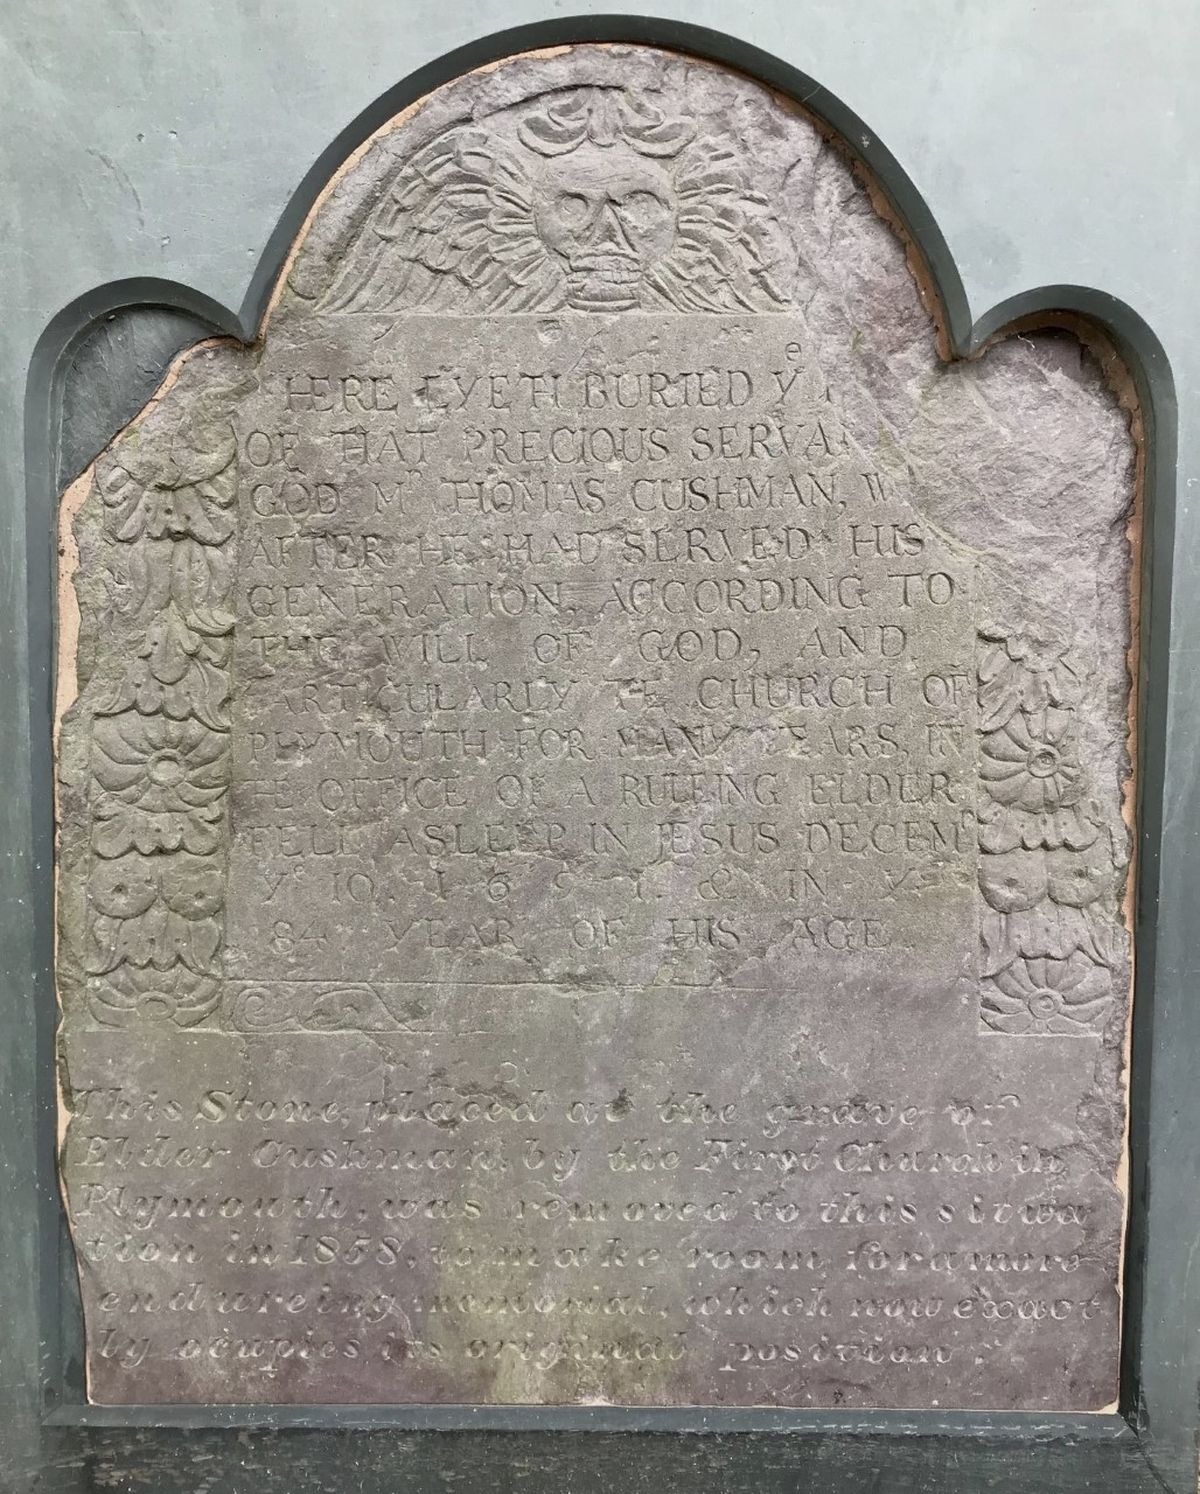 HERE LYETH BURIED Yᵉ
OF THAT PRECIOUS SERVA
GOD Mʳ THOMAS CUSHMAN, W
AFTER HE HAD SERVED HIS
GENERATION, ACCORDING TO
THE WILL OF GOD, AND
PARTICULARLY TE CHURCH OF
PLYMOUTH FOR MANY YEARS, IN
TE OFFICE OF A RULEING ELDER
FELL ASLEEP IN JESUS DECEMʳ
Yᵉ 10. 1691. & IN Yᵉ
84 YEAR OF HIS AGE
This Stone, placed at the grave of
Elder Cushman, by the First Church in
Plymouth, was removed to this situa
tion in 1858, to make room for a more
endureing memorial, which now exact
ly ocupies its original position.